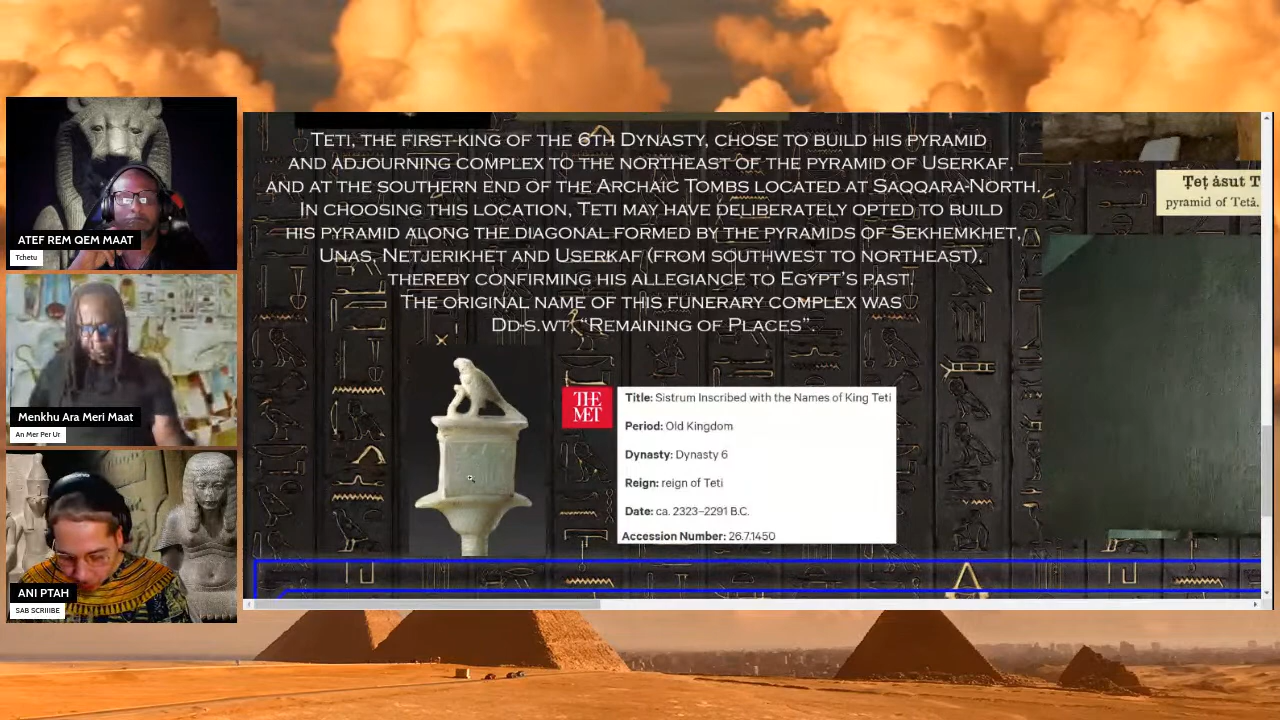 TETI, THE FIRST KING OF THE 6TH DYNASTY, CHOSE TO BUILD HIS PYRAMID
AND ADJOURNING COMPLEX TO THE NORTHEAST OF THE PYRAMID OF USERKAF,
AND AT THE SOUTHERN END OF THE ARCHAIC TOMBS LOCATED AT SAQQARA-NORTH.
IN CHOOSING THIS LOCATION, TETI MAY HAVE DELIBERATELY OPTED TO BUILD
HIS PYRAMID ALONG THE DIAGONAL FORMED BY THE PYRAMIDS OF SEKHEMKHET,
UNAS, NETJERIKHET AND USERKAF (FROM SOUTHWEST TO NORTHEAST),
THEREBY CONFIRMING HIS ALLEGIANCE TO EGYPT'S PAST.
THE ORIGINAL NAME OF THIS FUNERARY COMPLEX WAS
DD-S.WT, "REMAINING OF PLACES".
Ṭeṭ ȧsut T
pyramid of Tetȧ.
ATEF REM QEM MAAT
Tchetu
Menkhu Ara Meri Maat
An Mer Per Ur
ANI PTAH
SAB SCRIIIBE
THE
MET
Title: Sistrum Inscribed with the Names of King Teti
Period: Old Kingdom
Dynasty: Dynasty 6
Reign: reign of Teti
Date: ca. 2323–2291 B.C.
Accession Number: 26.7.1450